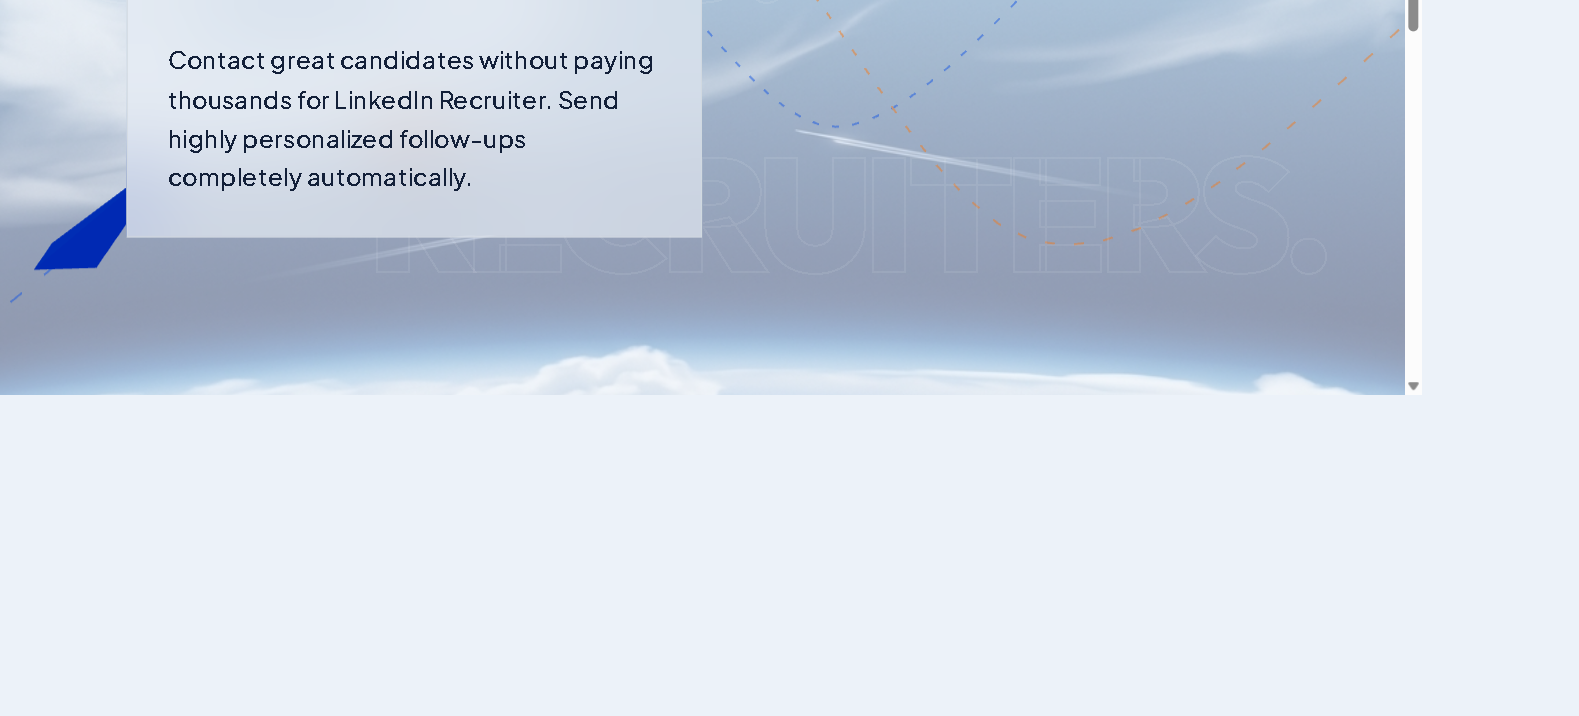 Contact great candidates without paying
thousands for LinkedIn Recruiter. Send
highly personalized follow-ups
completely automatically.
RECRUITERS.